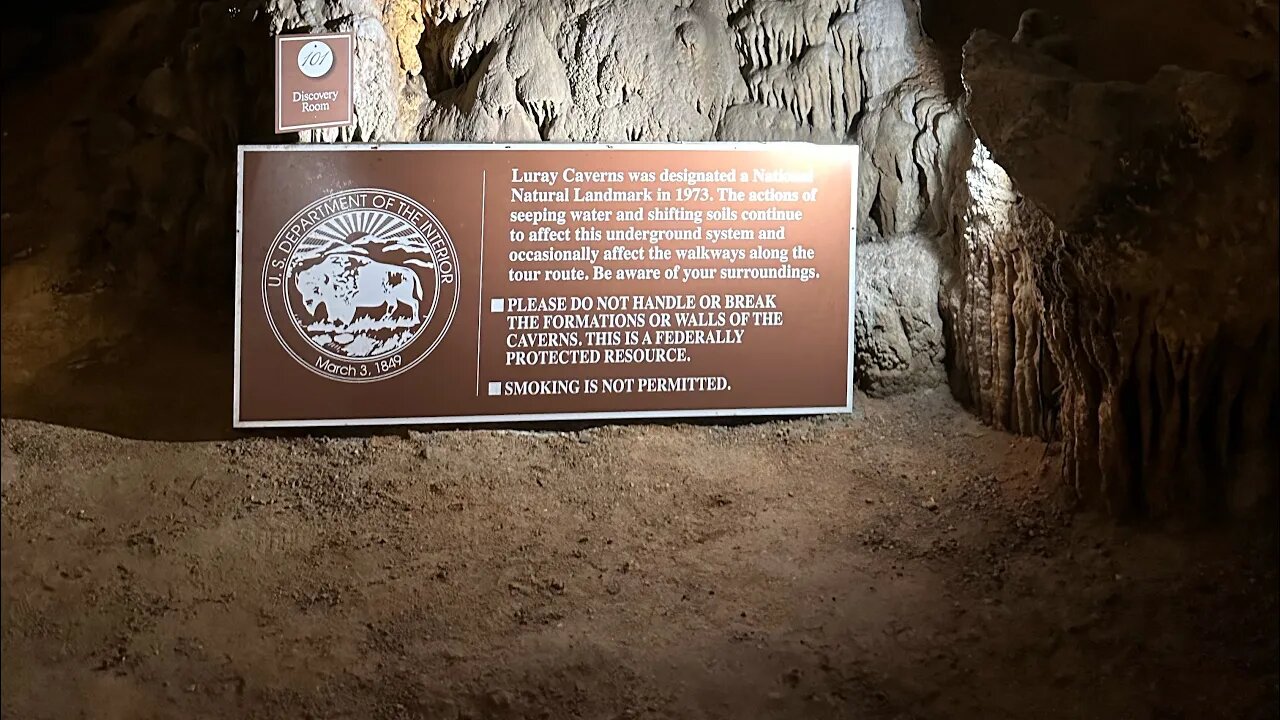 101
Discovery
Room
U.S. DEPARTMENT OF THE INTERIOR
March 3, 1849
Luray Caverns was designated a National
Natural Landmark in 1973. The actions of
seeping water and shifting soils continue
to affect this underground system and
occasionally affect the walkways along the
tour route. Be aware of your surroundings.
PLEASE DO NOT HANDLE OR BREAK
THE FORMATIONS OR WALLS OF THE
CAVERNS. THIS IS A FEDERALLY
PROTECTED RESOURCE.
SMOKING IS NOT PERMITTED.